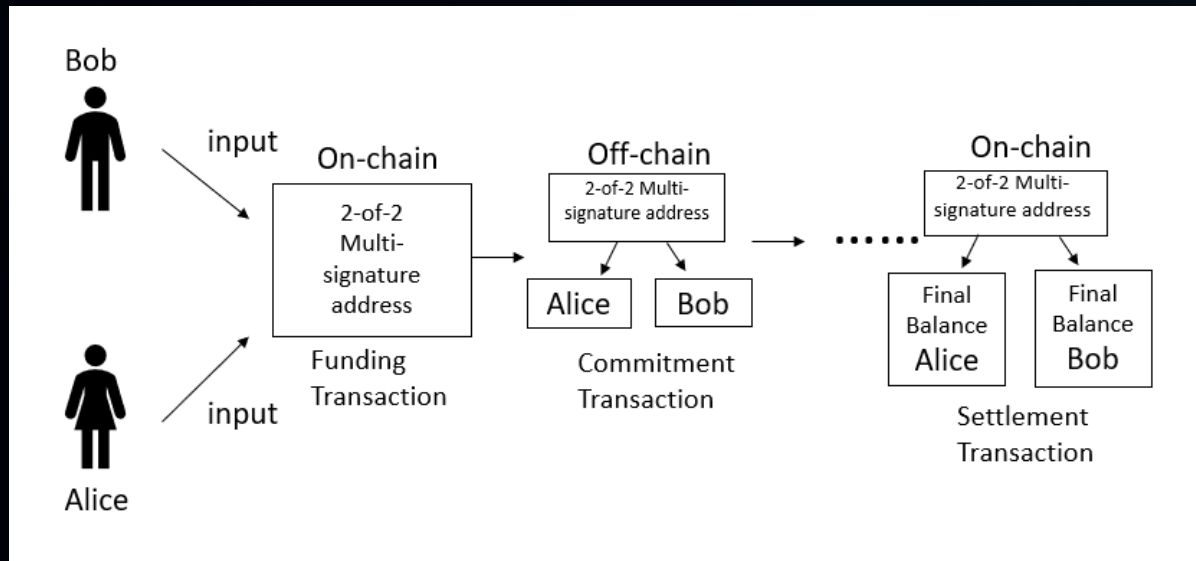 Bob
input
On-chain
2-of-2
Multi-
signature
address
Funding
Transaction
input
Alice
Off-chain
2-of-2 Multi-
signature address
Alice
Bob
Commitment
Transaction
......
On-chain
2-of-2 Multi-
signature address
Final
Balance
Alice
Final
Balance
Bob
Settlement
Transaction